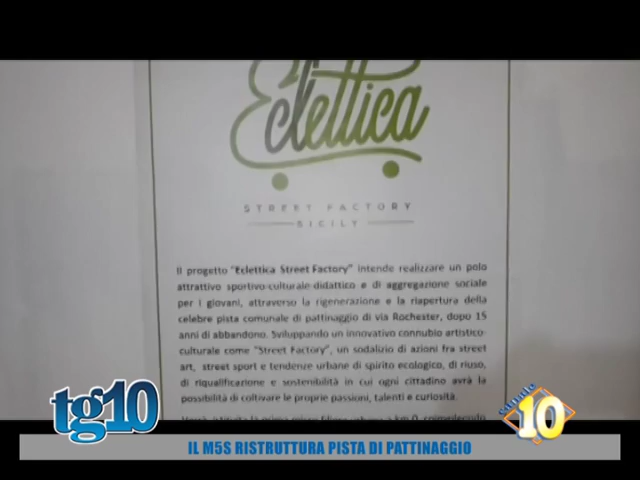 Eclettica
STREET FACTORY
SICILY
Il progetto "Eclettica Street Factory" intende realizzare un polo
attrattivo sportivo-culturale-didattico e di aggregazione sociale
per i giovani, attraverso la rigenerazione e la riapertura della
celebre pista comunale di pattinaggio di via Rochester, dopo 15
anni di abbandono. Sviluppando un innovativo connubio artistico-
culturale come "Street Factory", un sodalizio di azioni fra street
art, street sport e tendenze urbane di spirito ecologico, di riuso,
di riqualificazione e sostenibilità in cui ogni cittadino avrà la
possibilità di coltivare le proprie passioni, talenti e curiosità.
tg10
canale
10
IL M5S RISTRUTTURA PISTA DI PATTINAGGIO